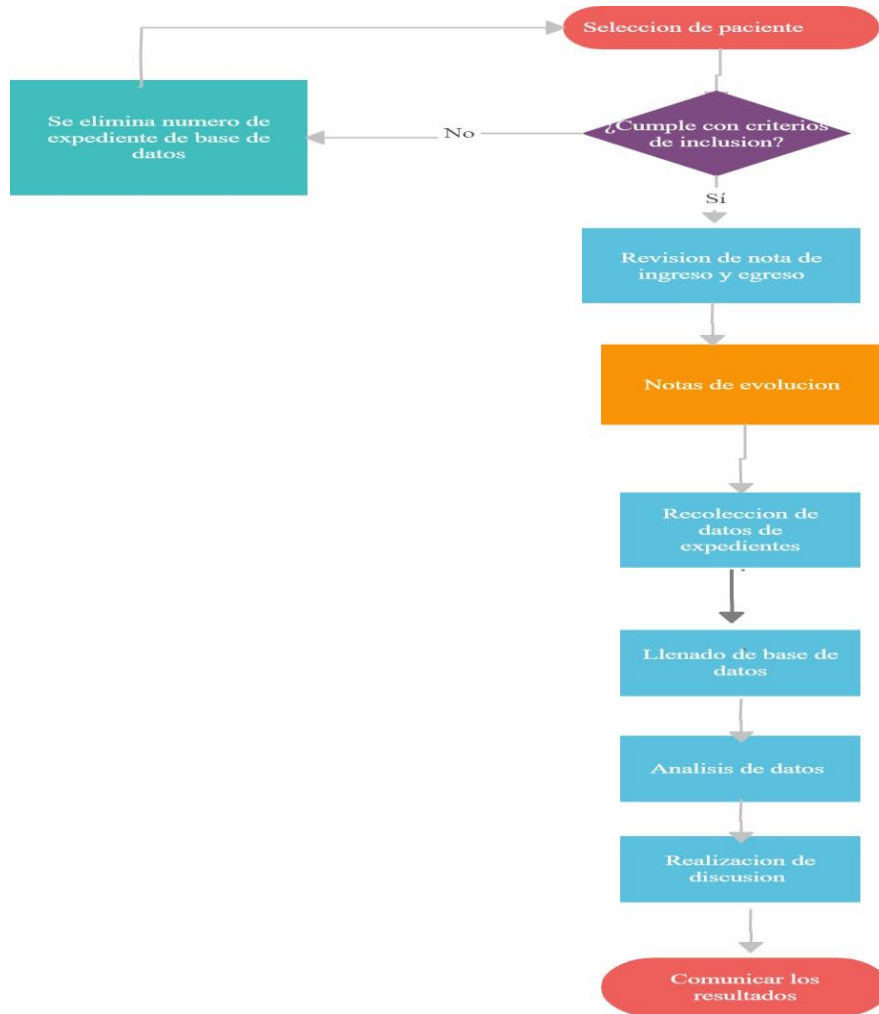 Seleccion de paciente
Se elimina numero de
expediente de base de
datos
No
¿Cumple con criterios
de inclusion?
Sí
Revision de nota de
ingreso y egreso
Notas de evolucion
Recoleccion de
datos de
expedientes
Llenado de base de
datos
Analisis de datos
Realizacion de
discusion
Comunicar los
resultados